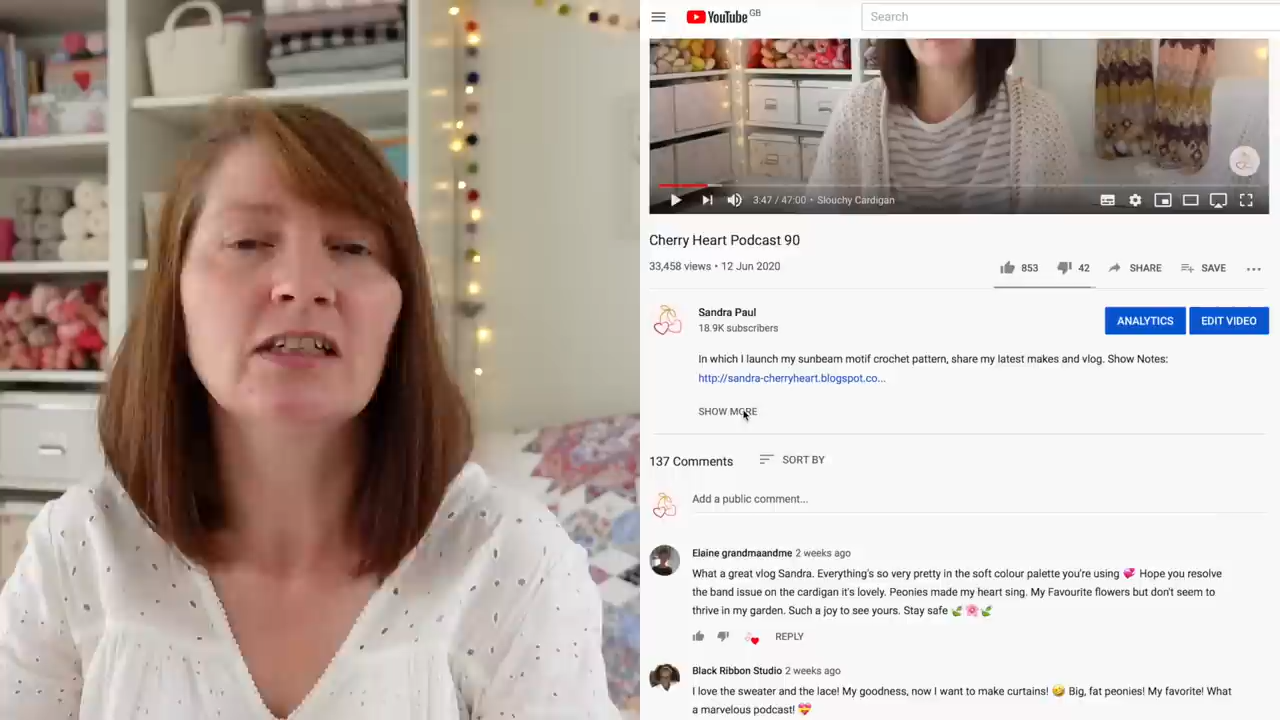 YouTube GB
Search
3:47 / 47:00 • Slouchy Cardigan
Cherry Heart Podcast 90
33,458 views • 12 Jun 2020
853
42
SHARE
SAVE
Sandra Paul
18.9K subscribers
ANALYTICS
EDIT VIDEO
In which I launch my sunbeam motif crochet pattern, share my latest makes and vlog. Show Notes:
http://sandra-cherryheart.blogspot.co...
SHOW MORE
137 Comments
SORT BY
Add a public comment...
Elaine grandmaandme 2 weeks ago
What a great vlog Sandra. Everything's so very pretty in the soft colour palette you're using 💞 Hope you resolve
the band issue on the cardigan it's lovely. Peonies made my heart sing. My Favourite flowers but don't seem to
thrive in my garden. Such a joy to see yours. Stay safe 🌿🌸🌿
REPLY
Black Ribbon Studio 2 weeks ago
I love the sweater and the lace! My goodness, now I want to make curtains! 🤣 Big, fat peonies! My favorite! What
a marvelous podcast! 💝